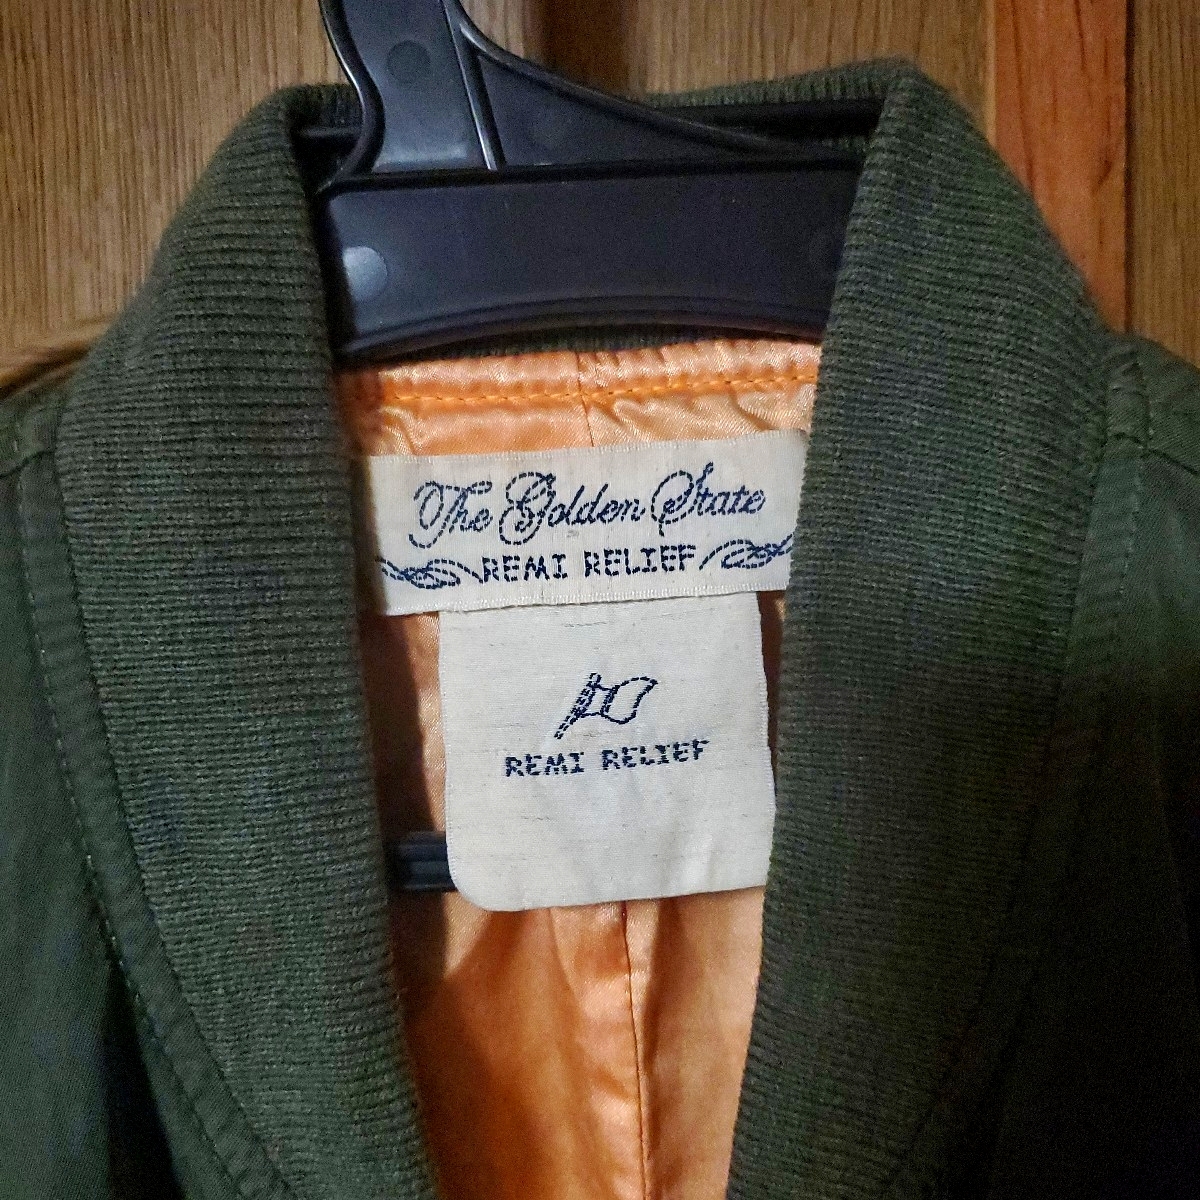 The Golden State
REMI RELIEF
REMI RELIEF